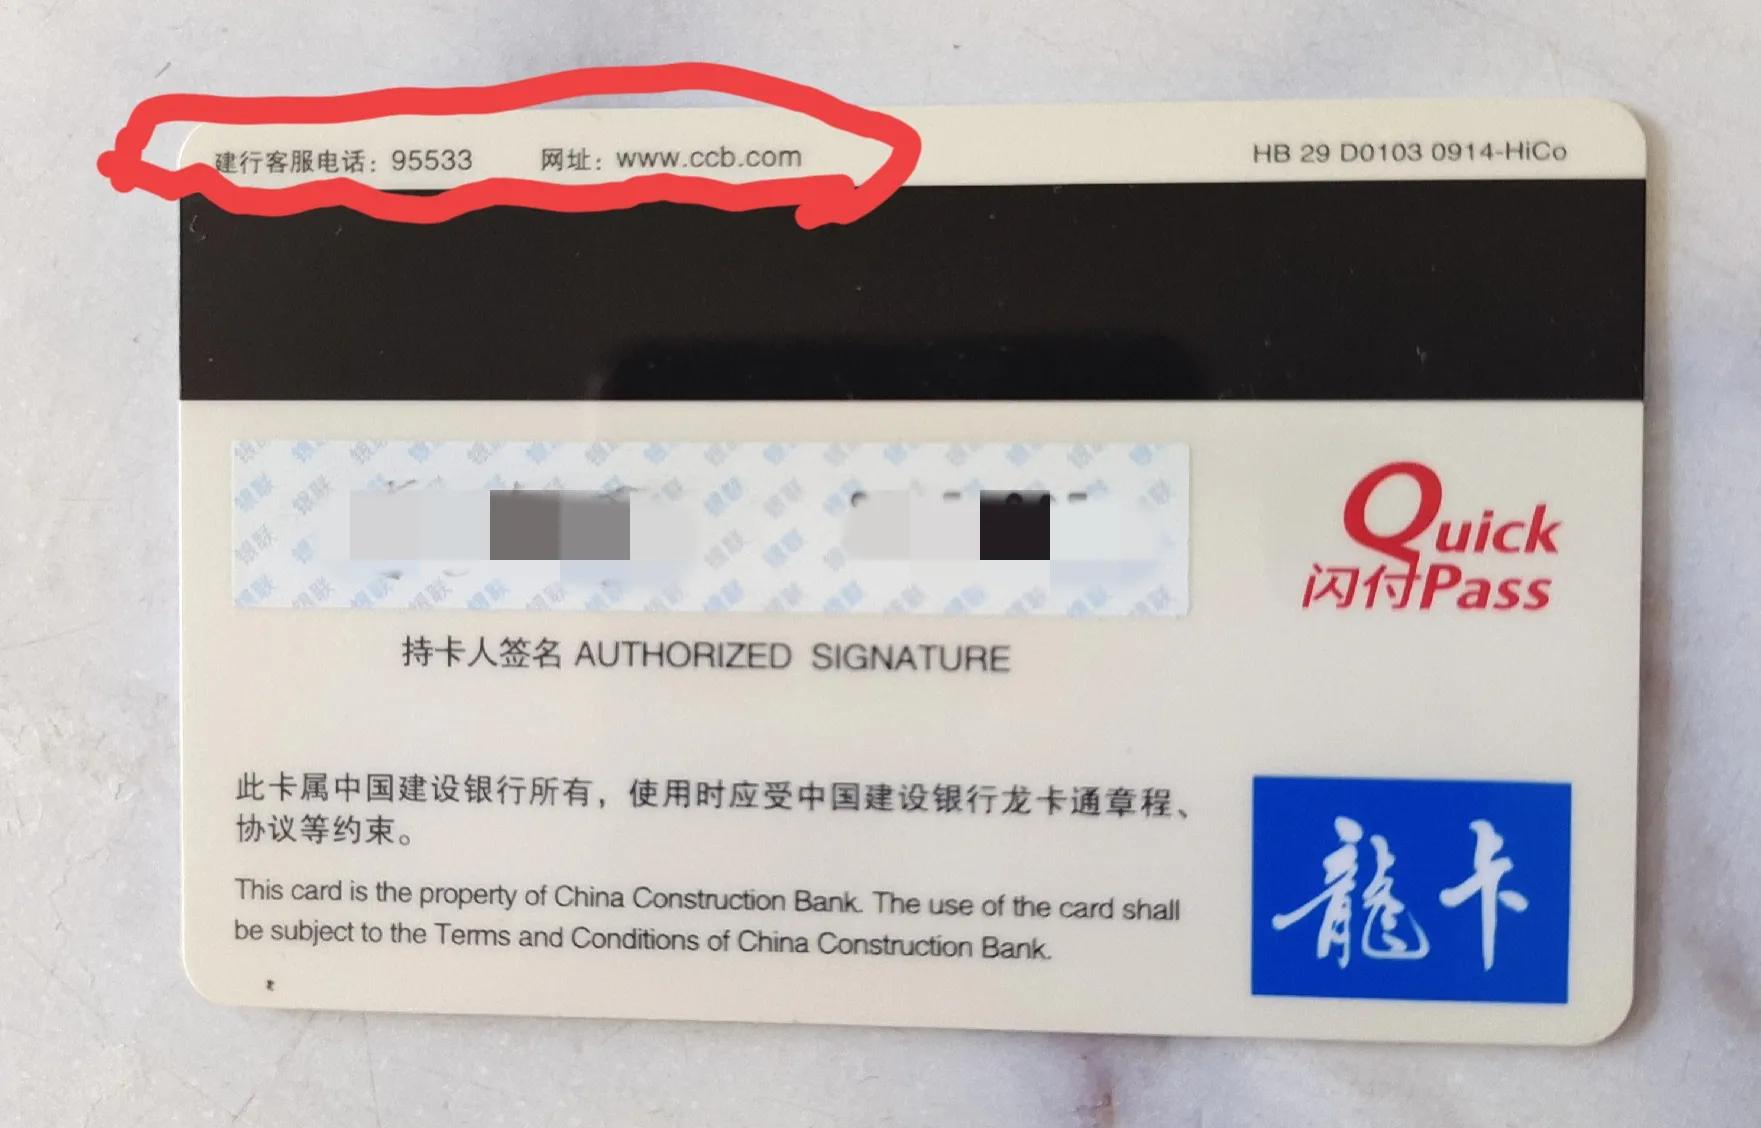 建行客服电话：95533 网址：www.ccb.com HB 29 D0103 0914-HiCo
Quick
闪付Pass
持卡人签名 AUTHORIZED SIGNATURE
此卡属中国建设银行所有，使用时应受中国建设银行龙卡通章程、
协议等约束。
This card is the property of China Construction Bank. The use of the card shall
be subject to the Terms and Conditions of China Construction Bank.
龍卡